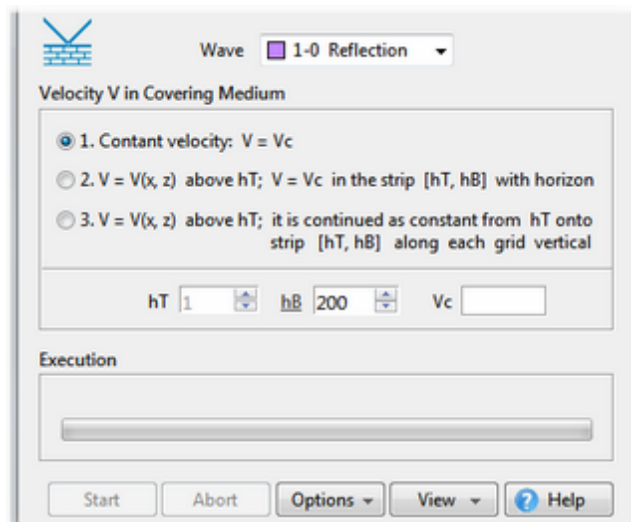 Wave 1-0 Reflection
Velocity V in Covering Medium
1. Contant velocity: V = Vc
2. V = V(x, z) above hT; V = Vc in the strip [hT, hB] with horizon
3. V = V(x, z) above hT; it is continued as constant from hT onto
strip [hT, hB] along each grid vertical
hT 1 hB 200 Vc
Execution
Start Abort Options View Help